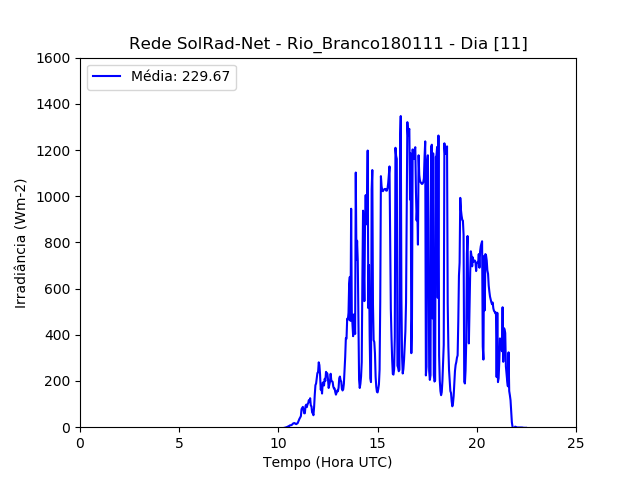 Rede SolRad-Net - Rio_Branco180111 - Dia [11]
Média: 229.67
Irradiância (Wm-2)
1600
1400
1200
1000
800
600
400
200
0
0 5 10 15 20 25
Tempo (Hora UTC)